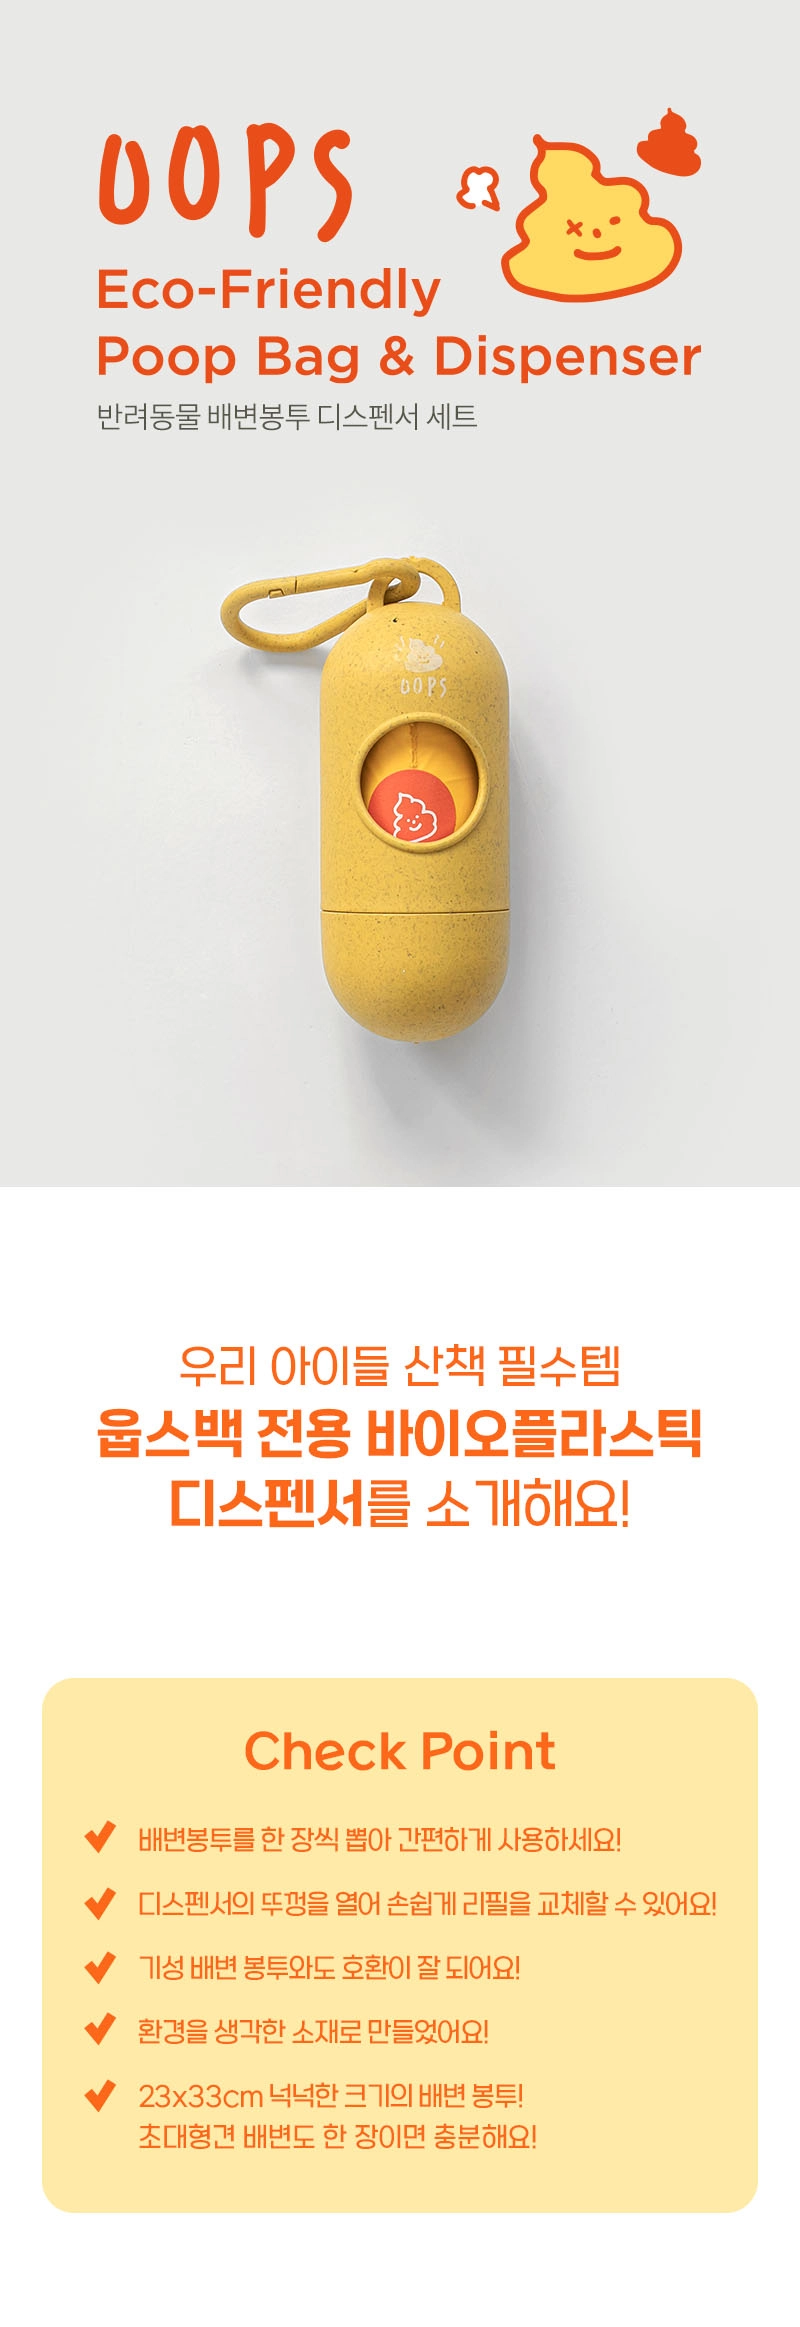 OOPS
Eco-Friendly
Poop Bag & Dispenser
반려동물 배변봉투 디스펜서 세트
OOPS
우리 아이들 산책 필수템
웁스백 전용 바이오플라스틱
디스펜서를 소개해요!
Check Point
배변봉투를 한 장씩 뽑아 간편하게 사용하세요!
디스펜서의 뚜껑을 열어 손쉽게 리필을 교체할 수 있어요!
기성 배변 봉투와도 호환이 잘 되어요!
환경을 생각한 소재로 만들었어요!
23x33cm 넉넉한 크기의 배변 봉투!
초대형견 배변도 한 장이면 충분해요!